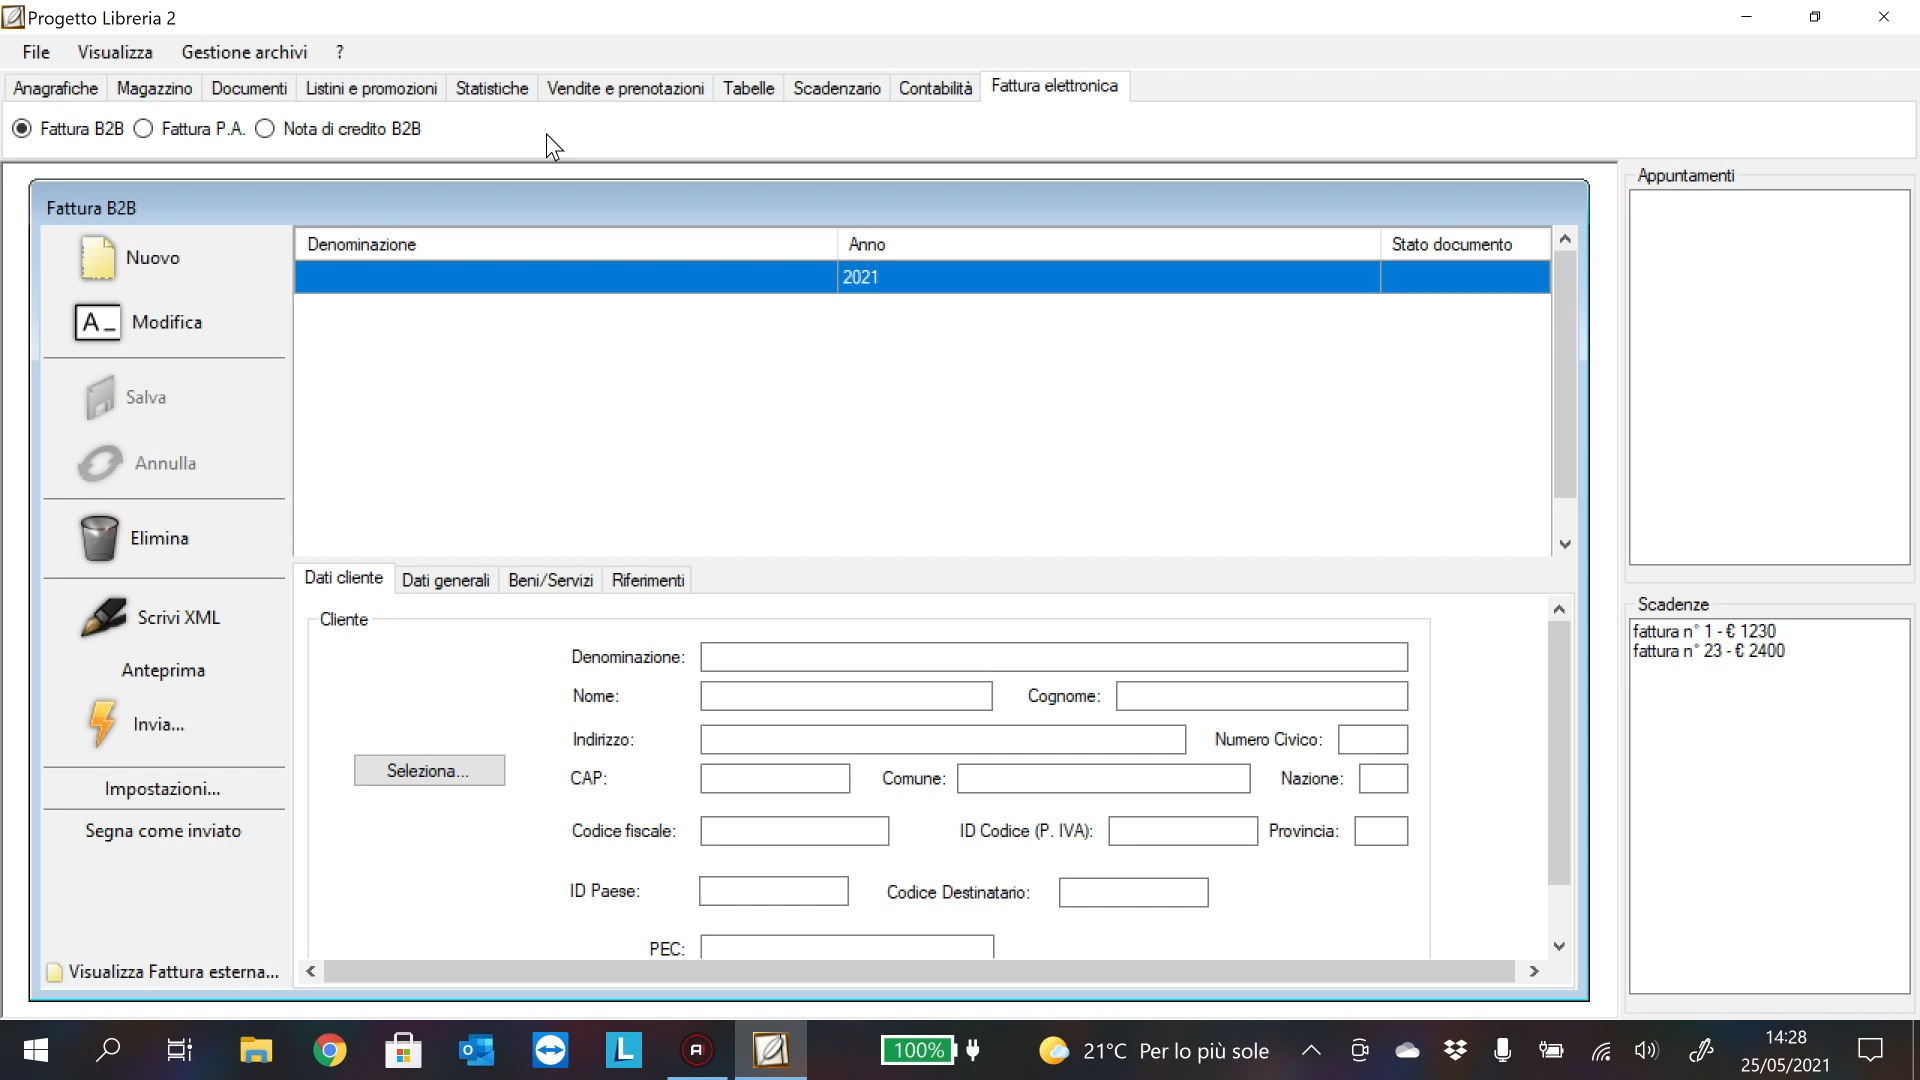 Progetto Libreria 2
File Visualizza Gestione archivi ?
Anagrafiche Magazzino Documenti Listini e promozioni Statistiche Vendite e prenotazioni Tabelle Scadenzario Contabilità Fattura elettronica
Fattura B2B Fattura P.A. Nota di credito B2B
Fattura B2B
Nuovo
A_ Modifica
Salva
Annulla
Elimina
Scrivi XML
Anteprima
Invia...
Impostazioni...
Segna come inviato
Visualizza Fattura esterna...
Denominazione Anno Stato documento
2021
Dati cliente Dati generali Beni/Servizi Riferimenti
Cliente
Seleziona...
Denominazione:
Nome: Cognome:
Indirizzo: Numero Civico:
CAP: Comune: Nazione:
Codice fiscale: ID Codice (P. IVA): Provincia:
ID Paese: Codice Destinatario:
PEC:
Appuntamenti
Scadenze
fattura n° 1 - € 1230
fattura n° 23 - € 2400
L
100%
21°C Per lo più sole
14:28
25/05/2021